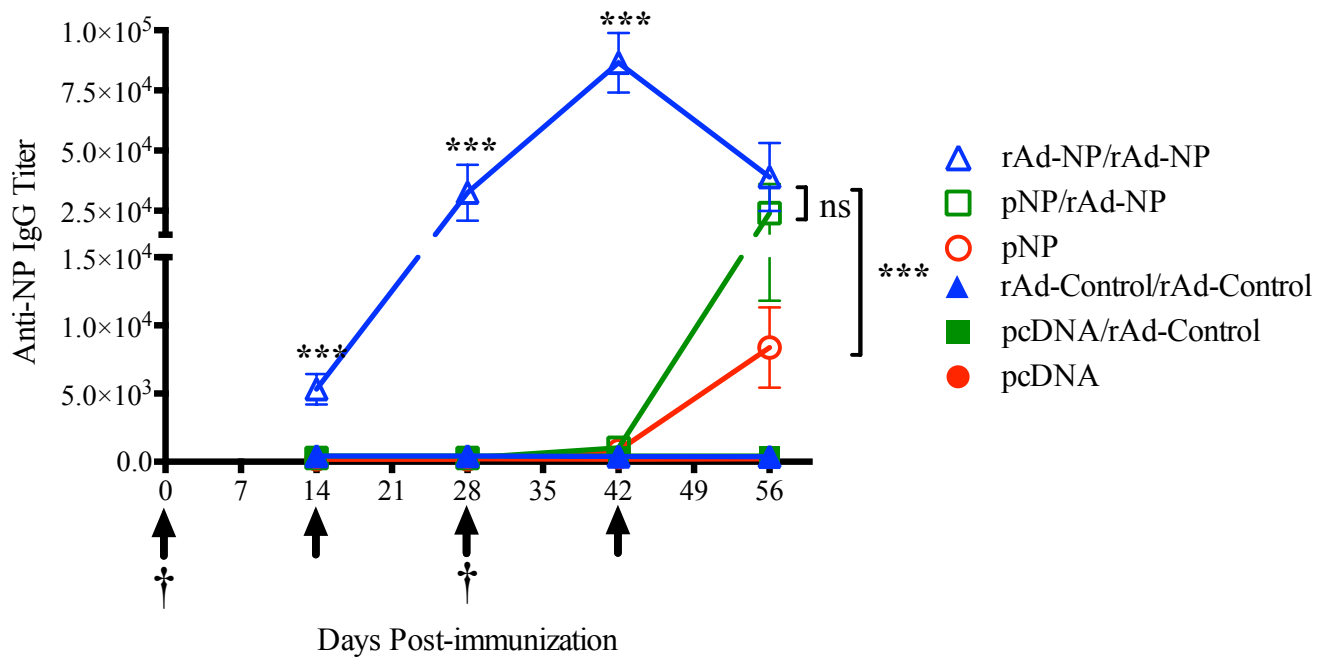 ***
1.0×10⁵
7.5×10⁴
***
5.0×10⁴
rAd-NP/rAd-NP
pNP/rAd-NP
2.5×10⁴
ns
pNP
1.5×10⁴
***
rAd-Control/rAd-Control
1.0×10⁴
pcDNA/rAd-Control
***
pcDNA
5.0×10³
0.0
Anti-NP IgG Titer
0 7 14 21 28 35 42 49 56
† †
Days Post-immunization